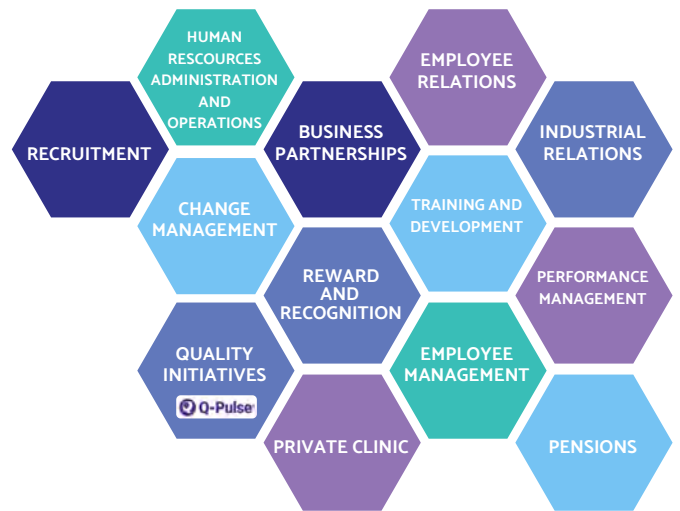 HUMAN
RESCOURCES
ADMINISTRATION
AND
OPERATIONS
EMPLOYEE
RELATIONS
RECRUITMENT
BUSINESS
PARTNERSHIPS
INDUSTRIAL
RELATIONS
CHANGE
MANAGEMENT
TRAINING AND
DEVELOPMENT
REWARD
AND
RECOGNITION
PERFORMANCE
MANAGEMENT
QUALITY
INITIATIVES
Q-Pulse
EMPLOYEE
MANAGEMENT
PRIVATE CLINIC
PENSIONS